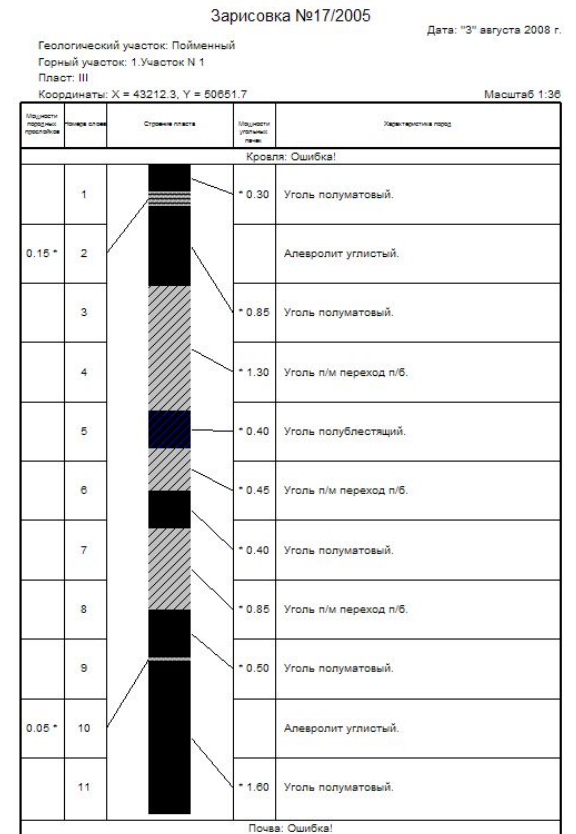 Зарисовка №17/2005
Дата: "3" августа 2008 г.
Геологический участок: Пойменный
Горный участок: 1.Участок N 1
Пласт: III
Координаты: X = 43212.3, Y = 50651.7
Масштаб 1:36
Мощности породных прослойков
Номера слоев
Строение пласта
Мощности угольных пачек
Характеристика пород
Кровля: Ошибка!
1 * 0.30 Уголь полуматовый.
0.15 * 2 Алевролит углистый.
3 * 0.85 Уголь полуматовый.
4 * 1.30 Уголь п/м переход п/б.
5 * 0.40 Уголь полублестящий.
6 * 0.45 Уголь п/м переход п/б.
7 * 0.40 Уголь полуматовый.
8 * 0.85 Уголь п/м переход п/б.
9 * 0.50 Уголь полуматовый.
0.05 * 10 Алевролит углистый.
11 * 1.60 Уголь полуматовый.
Почва: Ошибка!